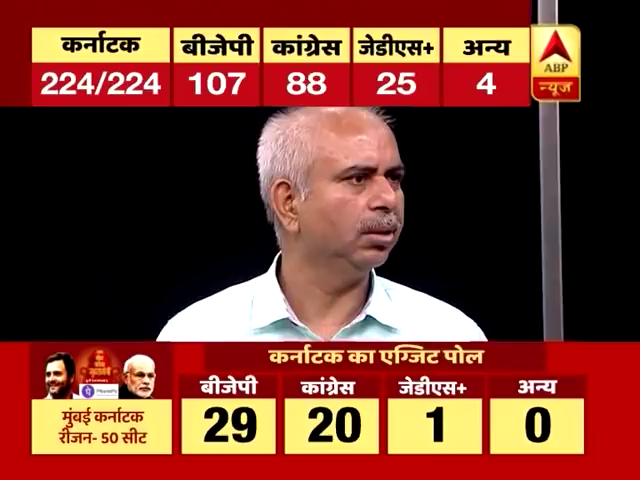 कर्नाटक बीजेपी कांग्रेस जेडीएस+ अन्य
224/224 107 88 25 4
ABP
न्यूज़
कर्नाटक का एग्जिट पोल
बीजेपी कांग्रेस जेडीएस+ अन्य
29 20 1 0
मुंबई कर्नाटक
रीजन- 50 सीट